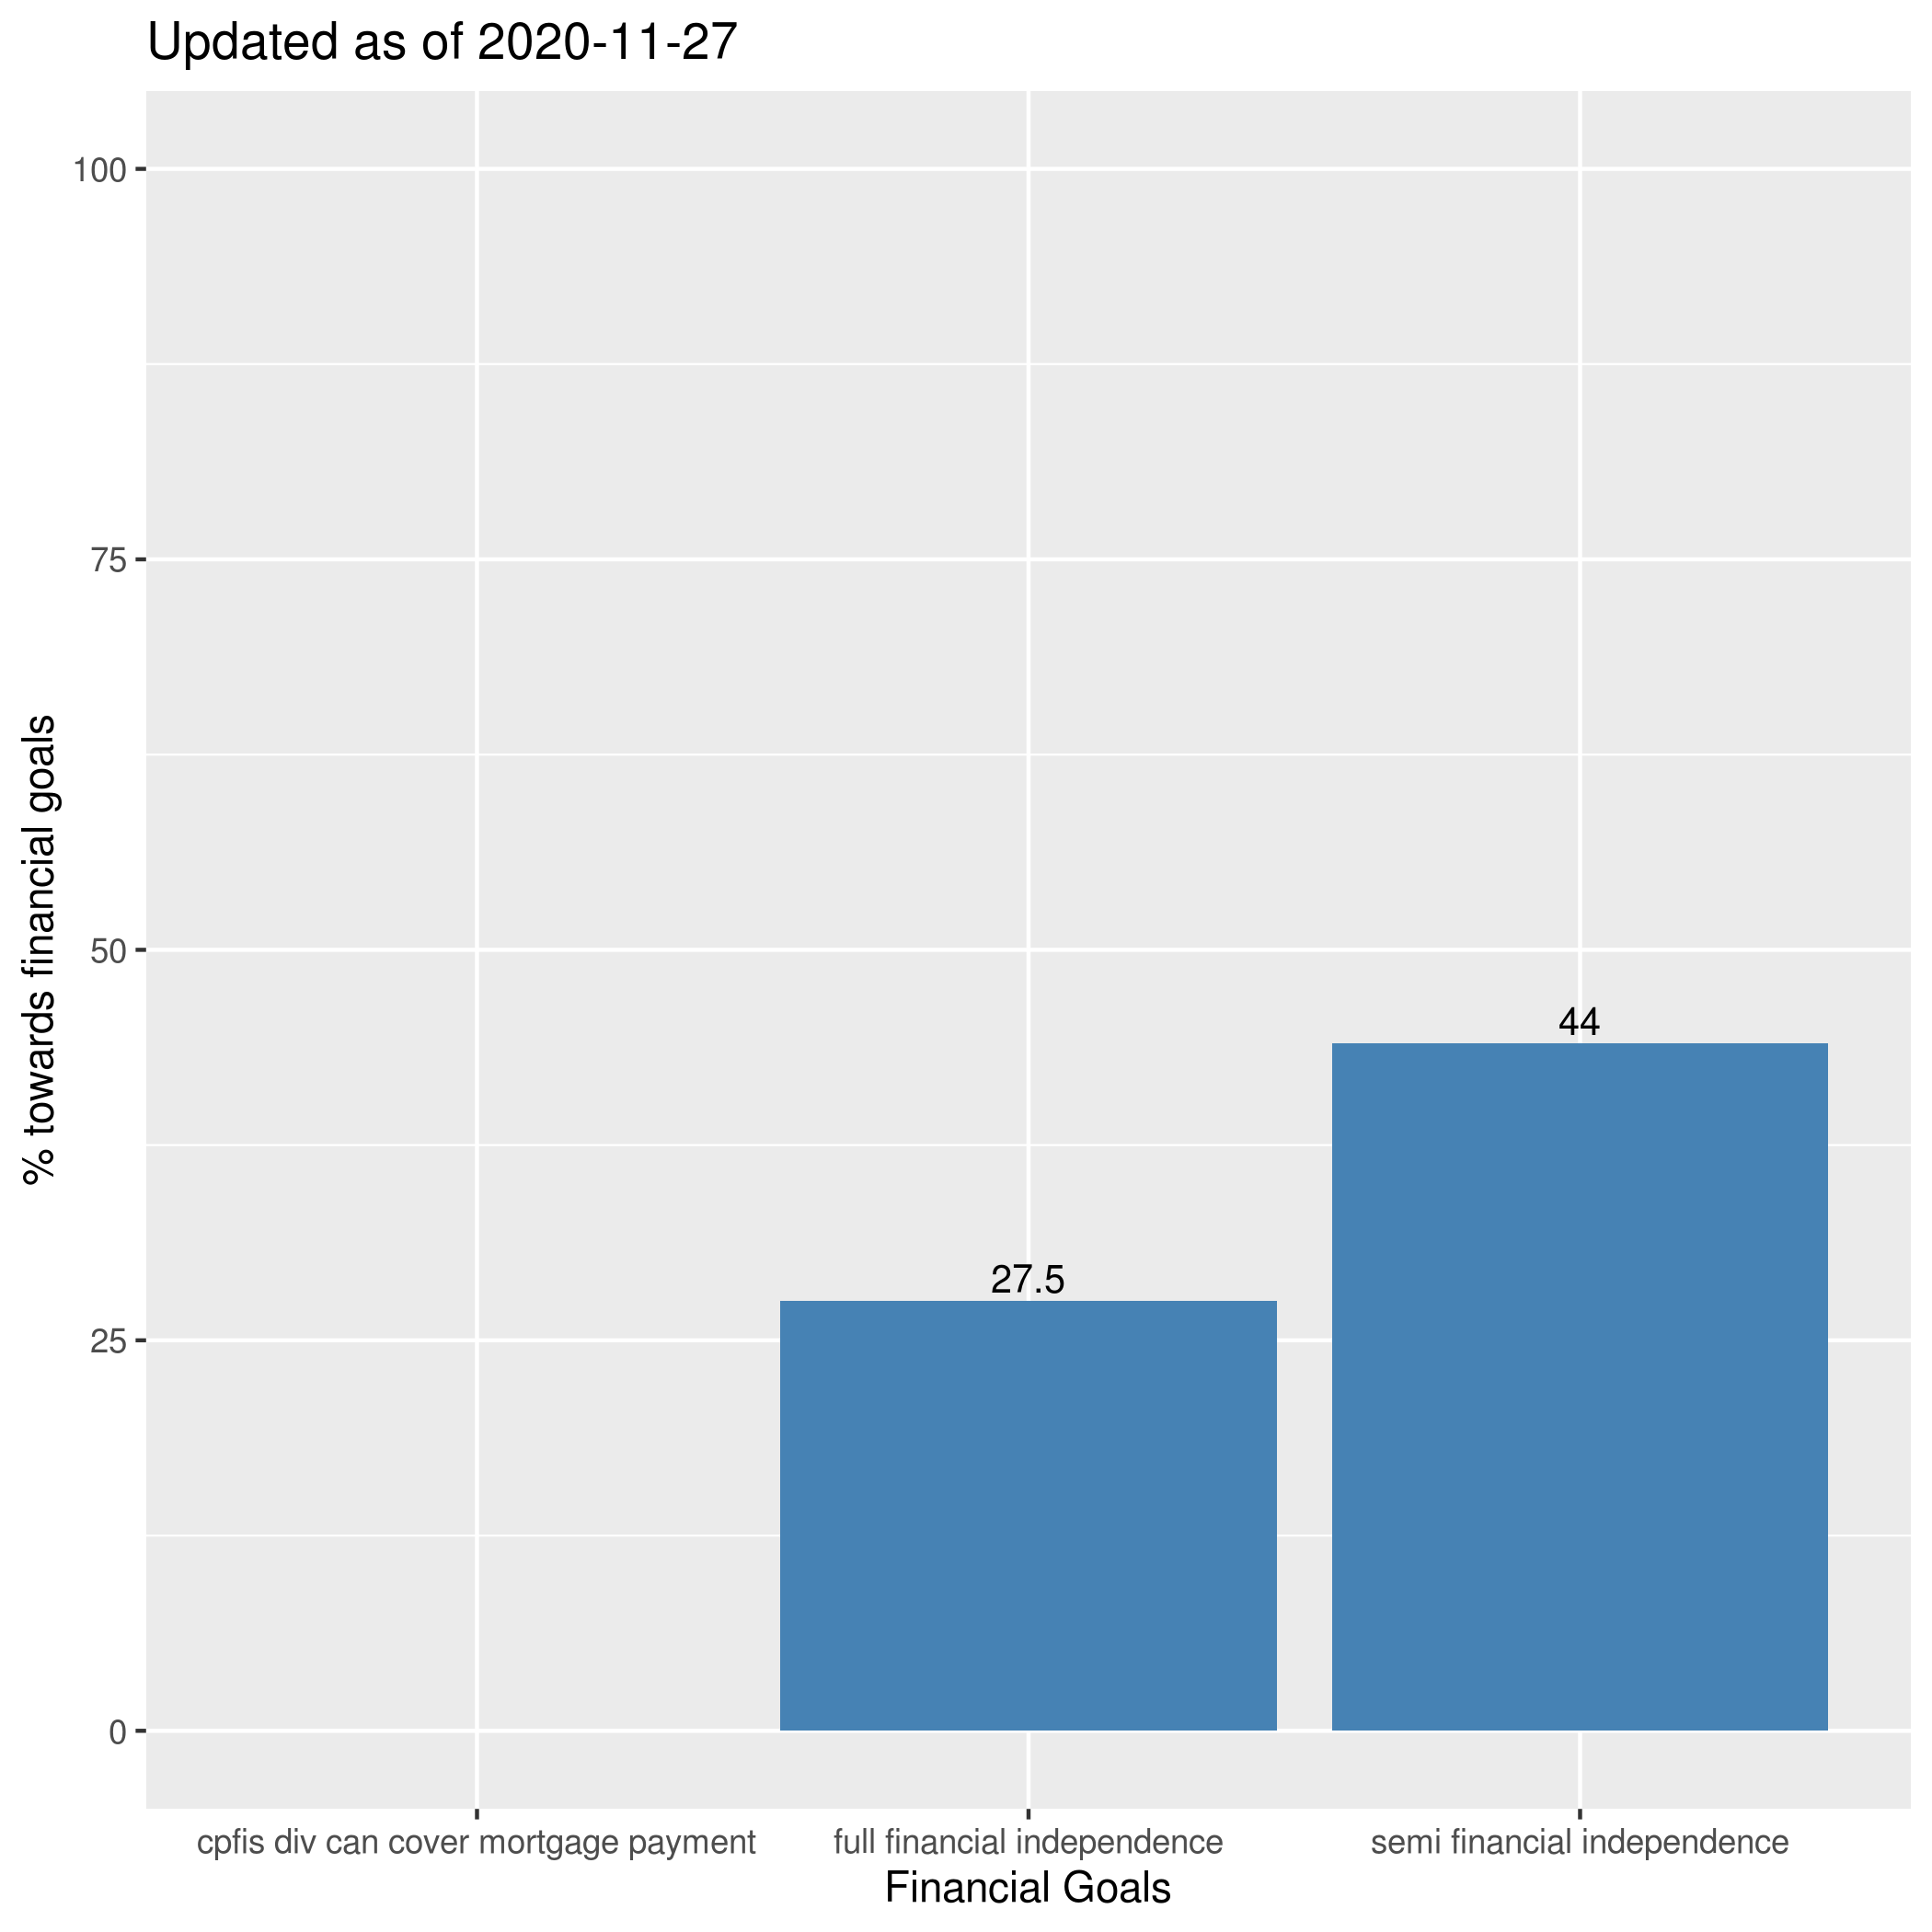 Updated as of 2020-11-27
% towards financial goals
100
75
50
25
0
44
27.5
cpfis div can cover mortgage payment
full financial independence
semi financial independence
Financial Goals